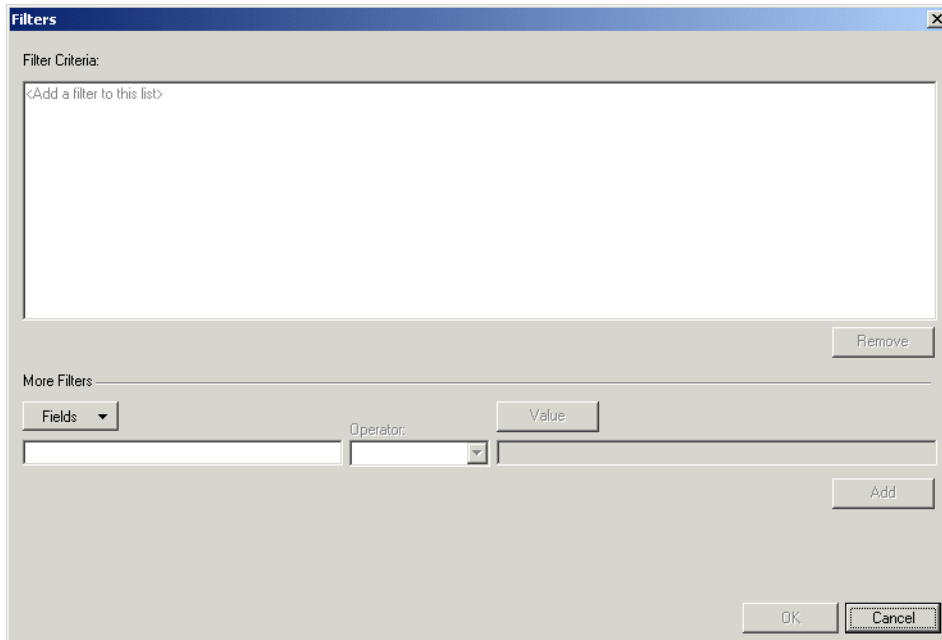 Filters
Filter Criteria:
<Add a filter to this list>
Remove
More Filters
Fields
Operator:
Value
Add
OK
Cancel